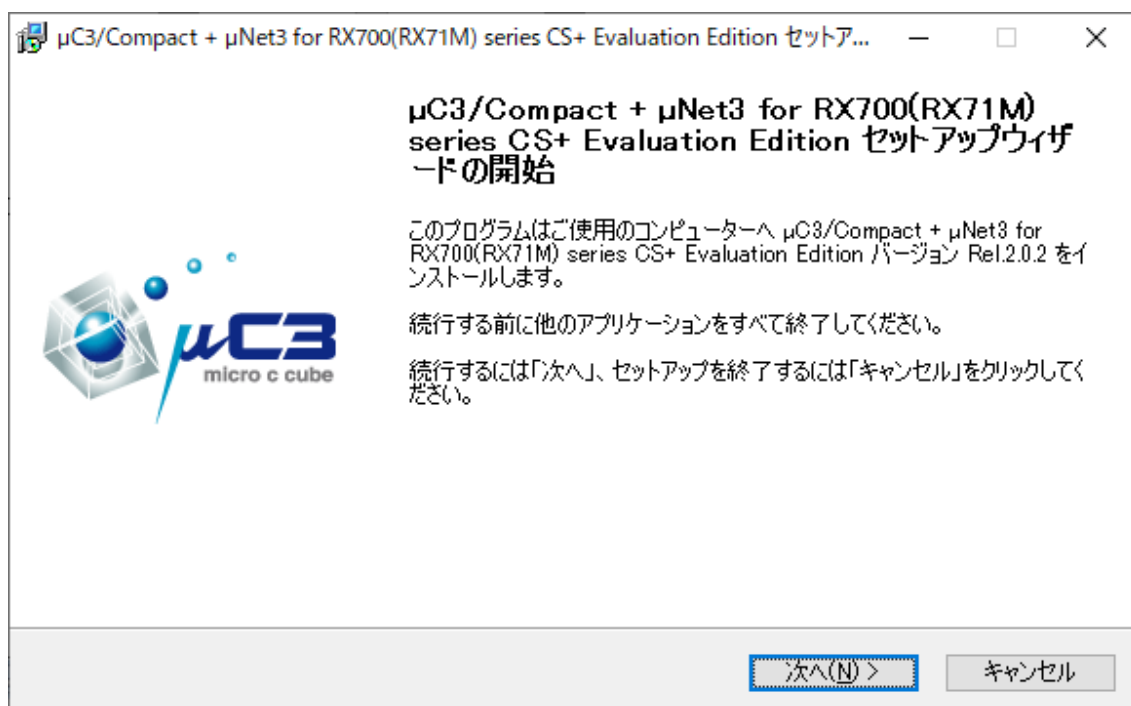 µC3/Compact + µNet3 for RX700(RX71M) series CS+ Evaluation Edition セットア...
µC3/Compact + µNet3 for RX700(RX71M)
series CS+ Evaluation Edition セットアップウィザ
ードの開始
このプログラムはご使用のコンピューターへ µC3/Compact + µNet3 for
RX700(RX71M) series CS+ Evaluation Edition バージョン Rel.2.0.2 をイ
ンストールします。
続行する前に他のアプリケーションをすべて終了してください。
続行するには「次へ」、セットアップを終了するには「キャンセル」をクリックしてく
ださい。
µC3
micro c cube
次へ(N) >
キャンセル